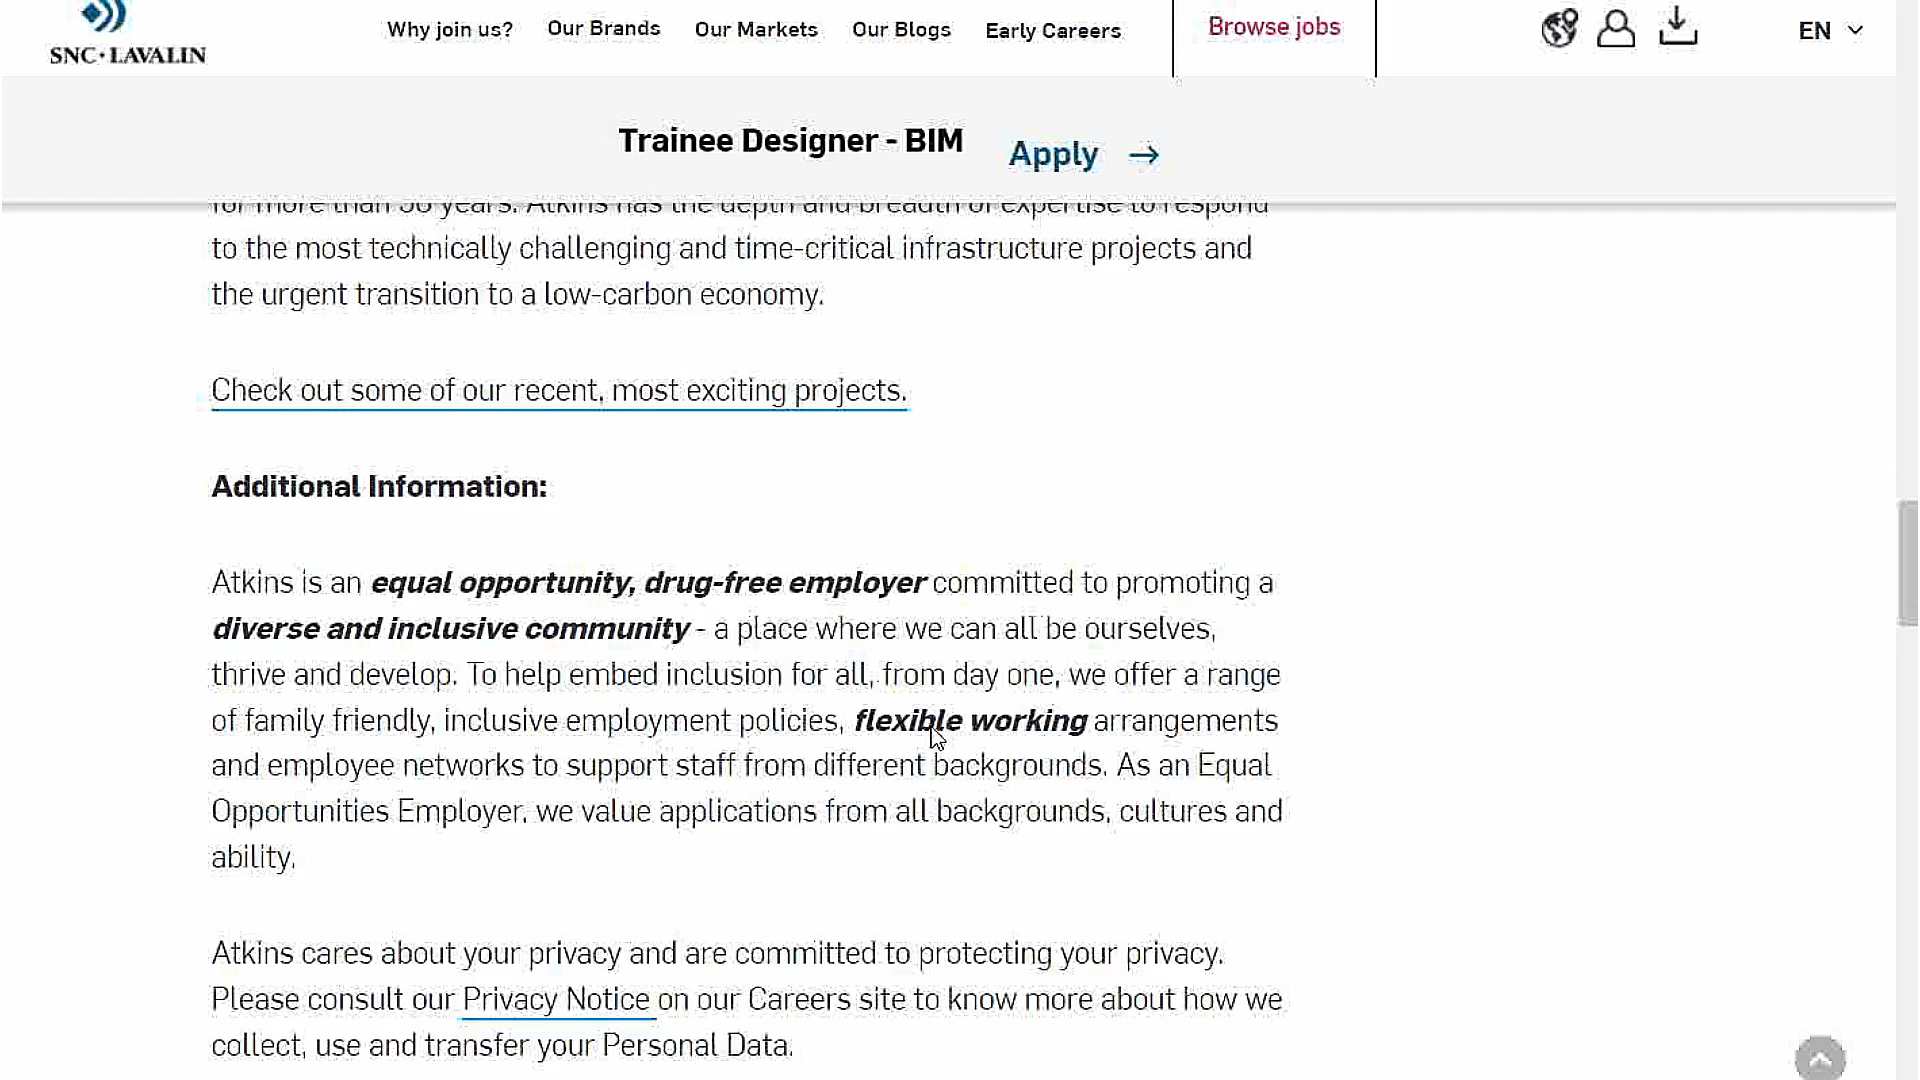 SNC·LAVALIN
Why join us?
Our Brands
Our Markets
Our Blogs
Early Careers
Browse jobs
EN
Trainee Designer - BIM
Apply
for more than 50 years. Atkins has the depth and breadth of expertise to respond
to the most technically challenging and time-critical infrastructure projects and
the urgent transition to a low-carbon economy.
Check out some of our recent, most exciting projects.
Additional Information:
Atkins is an equal opportunity, drug-free employer committed to promoting a
diverse and inclusive community - a place where we can all be ourselves,
thrive and develop. To help embed inclusion for all, from day one, we offer a range
of family friendly, inclusive employment policies, flexible working arrangements
and employee networks to support staff from different backgrounds. As an Equal
Opportunities Employer, we value applications from all backgrounds, cultures and
ability.
Atkins cares about your privacy and are committed to protecting your privacy.
Please consult our Privacy Notice on our Careers site to know more about how we
collect, use and transfer your Personal Data.